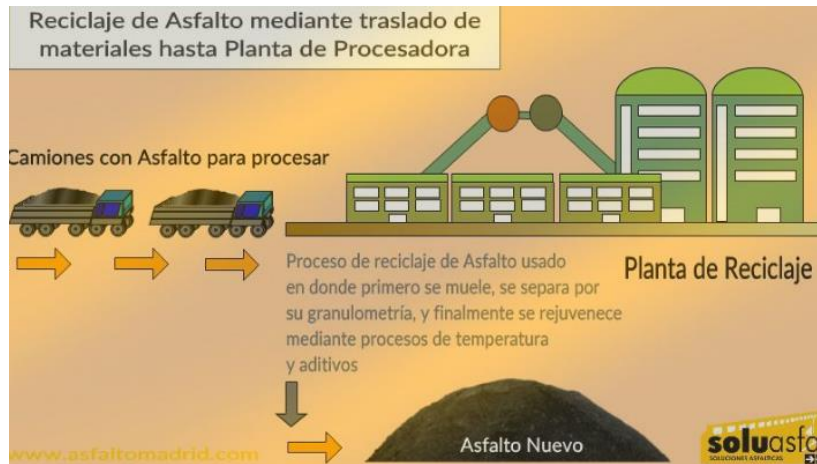 Reciclaje de Asfalto mediante traslado de
materiales hasta Planta de Procesadora
Camiones con Asfalto para procesar
Proceso de reciclaje de Asfalto usado
en donde primero se muele, se separa por
su granulometría, y finalmente se rejuvenece
mediante procesos de temperatura
y aditivos
Planta de Reciclaje
Asfalto Nuevo
www.asfaltomadrid.com
soluasfa
SOLUCIONES ASFALTICAS